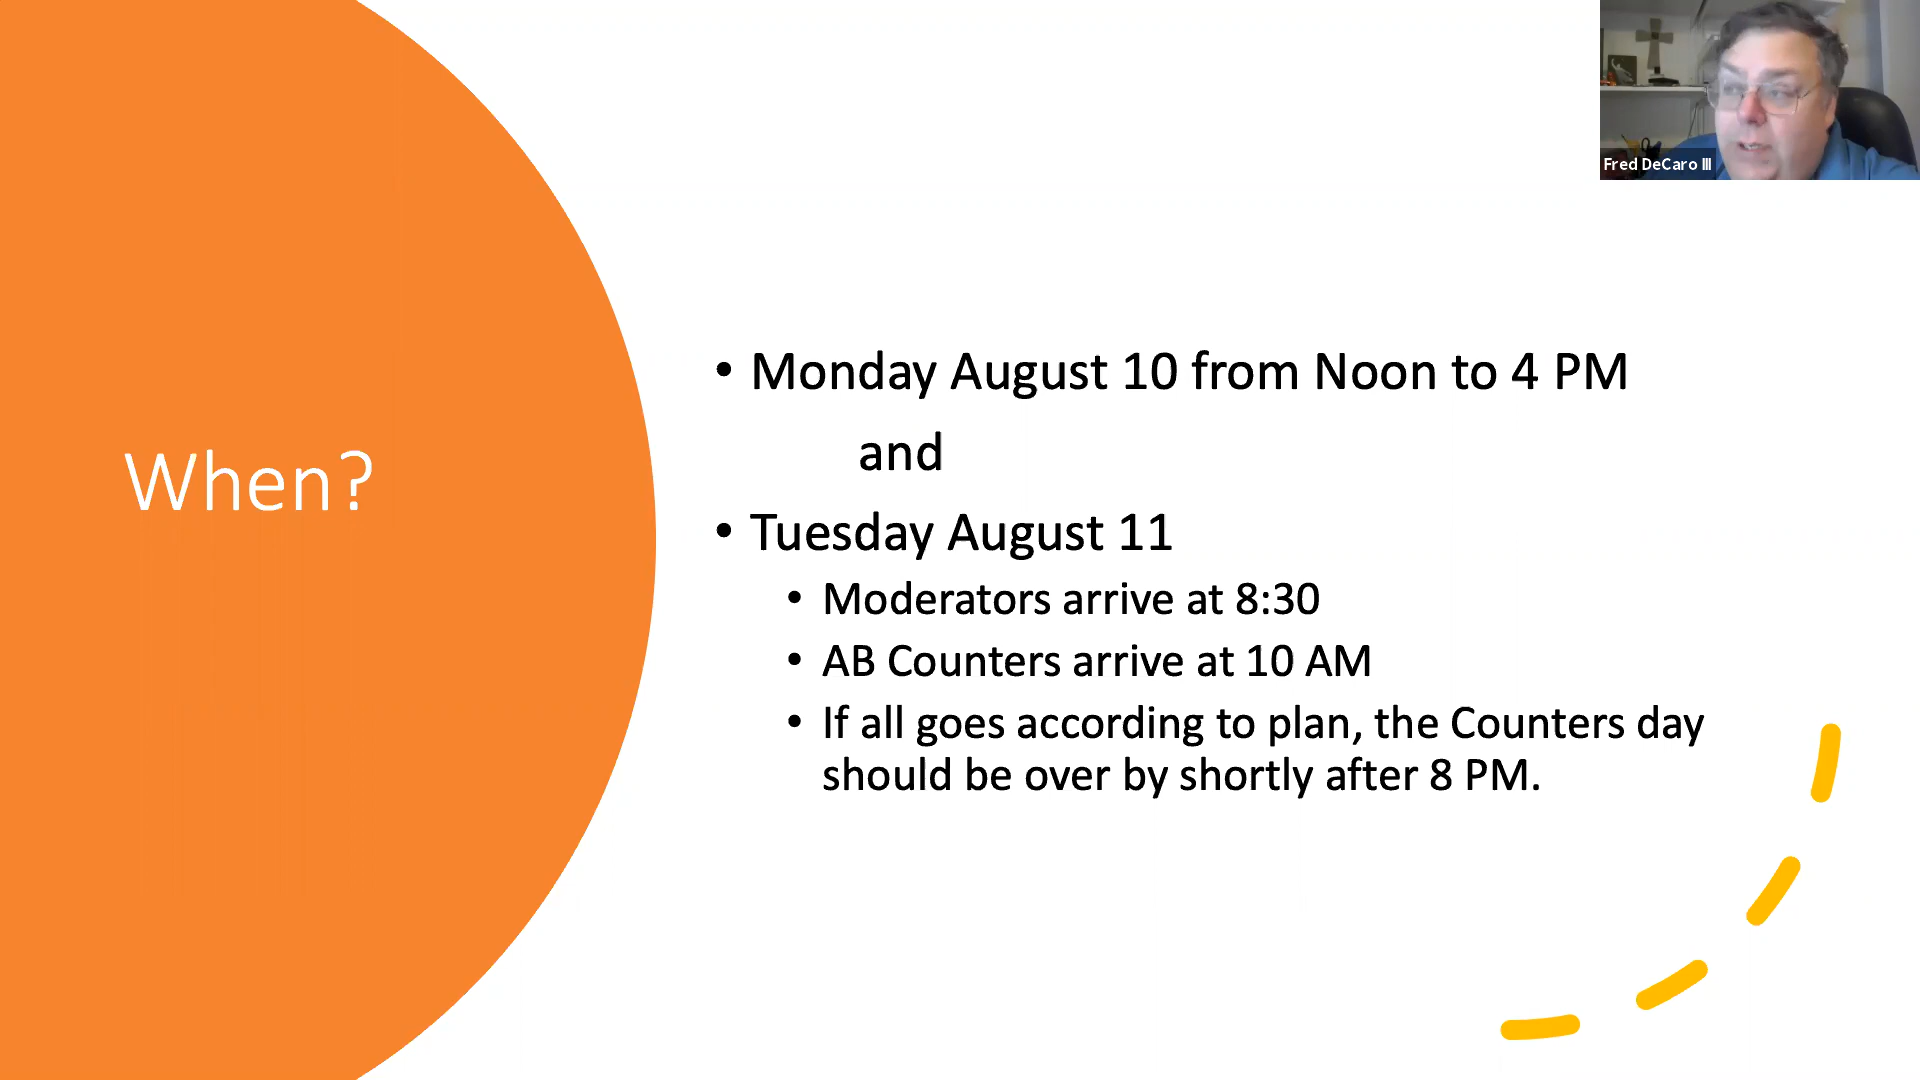 Fred DeCaro III
When?
• Monday August 10 from Noon to 4 PM
and
• Tuesday August 11
• Moderators arrive at 8:30
• AB Counters arrive at 10 AM
• If all goes according to plan, the Counters day
should be over by shortly after 8 PM.